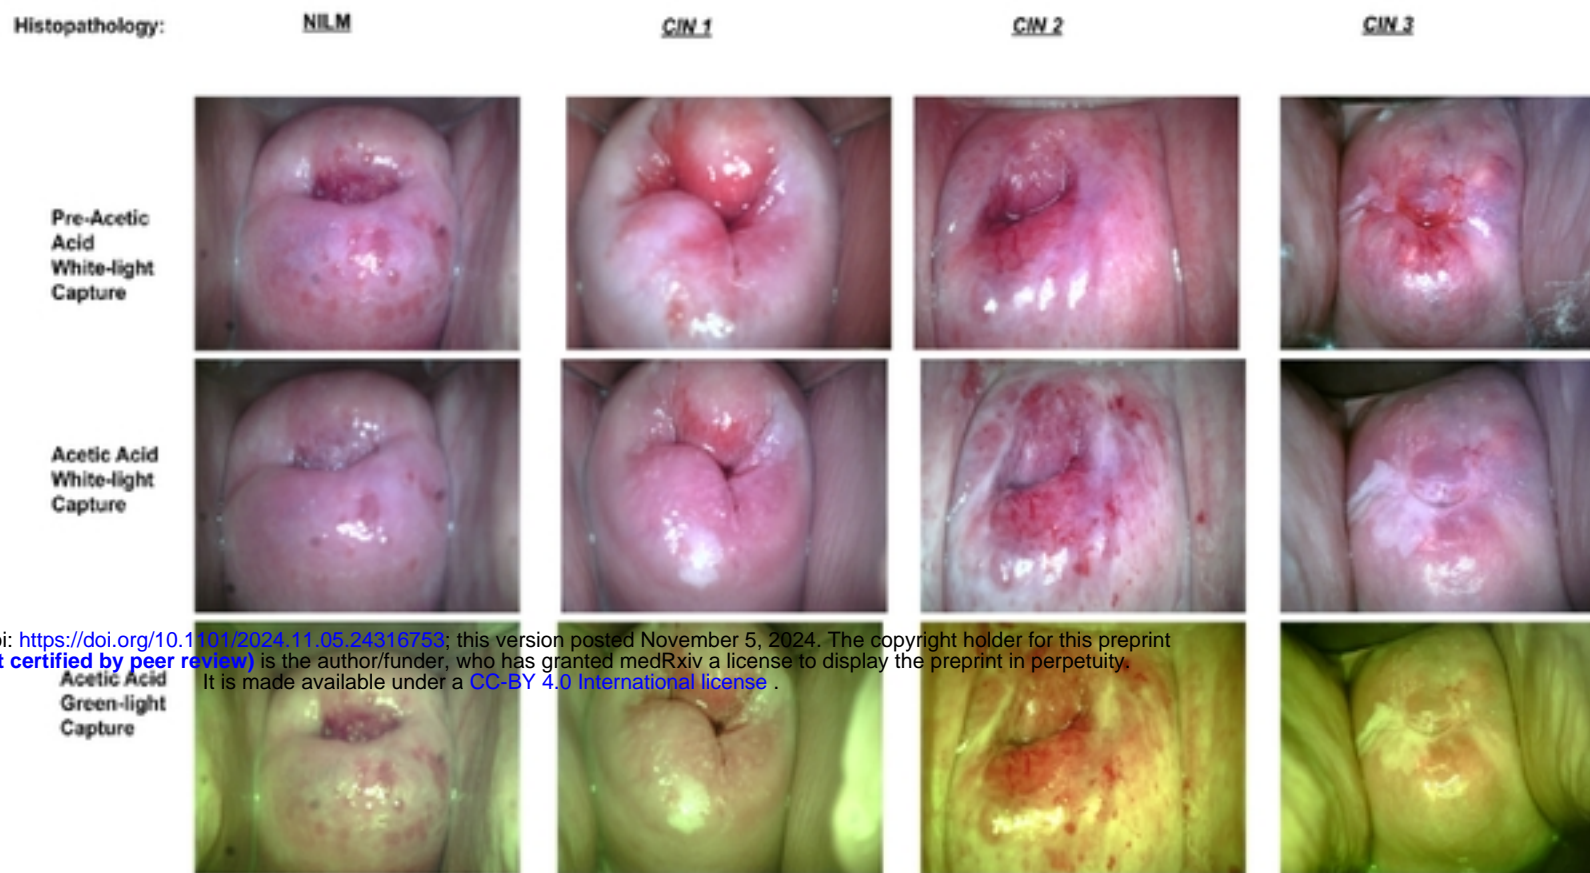 Histopathology: NILM CIN 1 CIN 2 CIN 3
Pre-Acetic
Acid
White-light
Capture
Acetic Acid
White-light
Capture
oi: https://doi.org/10.1101/2024.11.05.24316753; this version posted November 5, 2024. The copyright holder for this preprint
t certified by peer review) is the author/funder, who has granted medRxiv a license to display the preprint in perpetuity.
It is made available under a CC-BY 4.0 International license .
Acetic Acid
Green-light
Capture